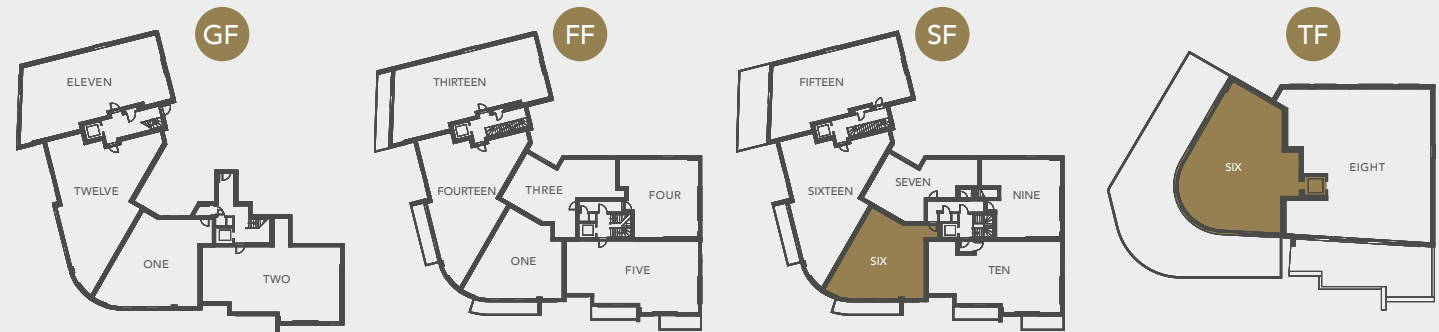 GF
FF
SF
TF
ELEVEN
TWELVE
ONE
TWO
THIRTEEN
FOURTEEN
THREE
FOUR
ONE
FIVE
FIFTEEN
SIXTEEN
SEVEN
NINE
SIX
TEN
SIX
EIGHT